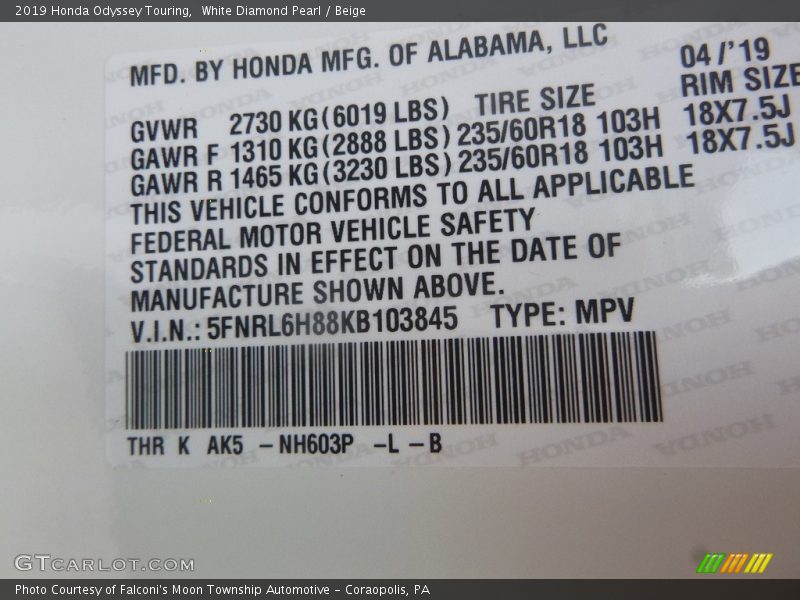 2019 Honda Odyssey Touring,  White Diamond Pearl / Beige
MFD. BY HONDA MFG. OF ALABAMA, LLC 04/'19
GVWR 2730 KG(6019 LBS) TIRE SIZE RIM SIZE
GAWR F 1310 KG(2888 LBS) 235/60R18 103H 18X7.5J
GAWR R 1465 KG(3230 LBS) 235/60R18 103H 18X7.5J
THIS VEHICLE CONFORMS TO ALL APPLICABLE
FEDERAL MOTOR VEHICLE SAFETY
STANDARDS IN EFFECT ON THE DATE OF
MANUFACTURE SHOWN ABOVE.
V.I.N.: 5FNRL6H88KB103845 TYPE: MPV
THR K AK5 -NH603P -L -B
GTCARLOT.COM
Photo Courtesy of Falconi's Moon Township Automotive - Coraopolis, PA